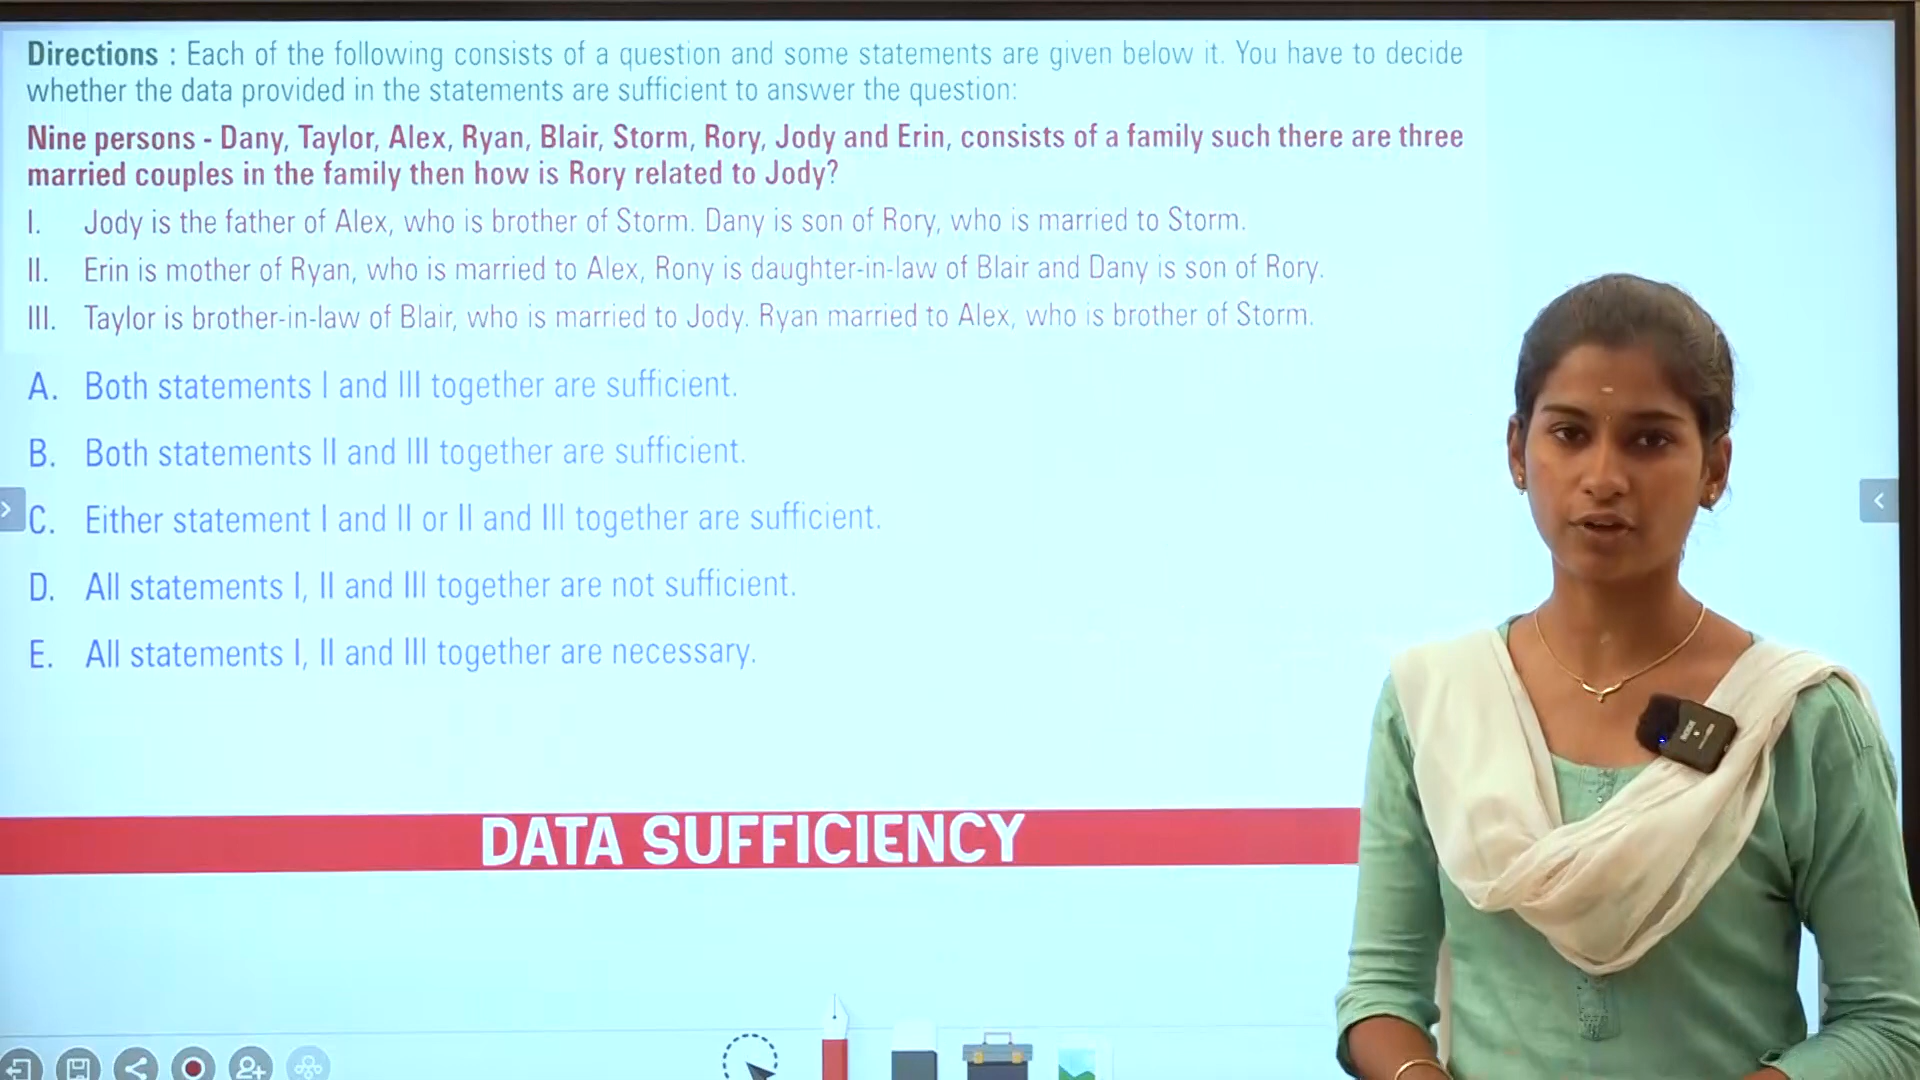 Directions : Each of the following consists of a question and some statements are given below it. You have to decide
whether the data provided in the statements are sufficient to answer the question:
Nine persons - Dany, Taylor, Alex, Ryan, Blair, Storm, Rory, Jody and Erin, consists of a family such there are three
married couples in the family then how is Rory related to Jody?
I. Jody is the father of Alex, who is brother of Storm. Dany is son of Rory, who is married to Storm.
II. Erin is mother of Ryan, who is married to Alex, Rony is daughter-in-law of Blair and Dany is son of Rory.
III. Taylor is brother-in-law of Blair, who is married to Jody. Ryan married to Alex, who is brother of Storm.
A. Both statements I and III together are sufficient.
B. Both statements II and III together are sufficient.
C. Either statement I and II or II and III together are sufficient.
D. All statements I, II and III together are not sufficient.
E. All statements I, II and III together are necessary.
DATA SUFFICIENCY